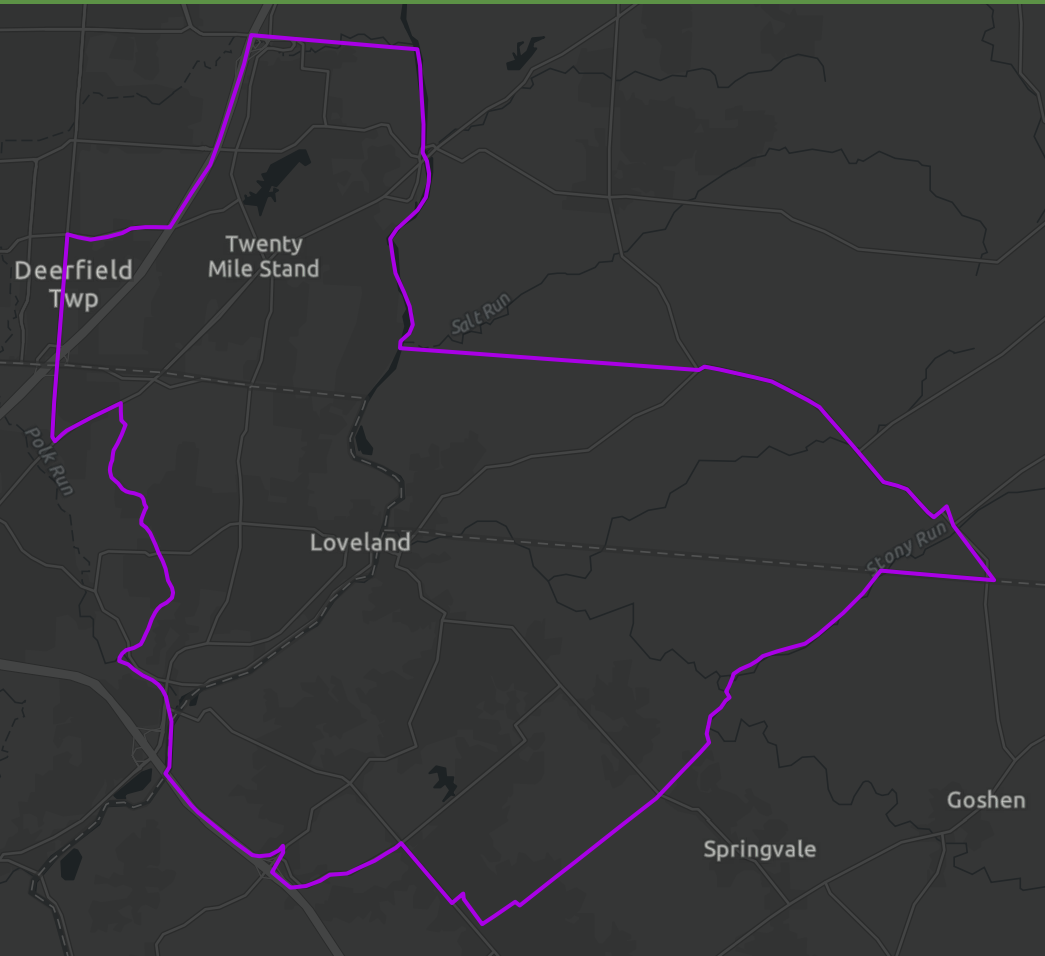 Twenty
Mile Stand
Deerfield
Twp
Salt Run
Polk Run
Loveland
Stony Run
Goshen
Springvale